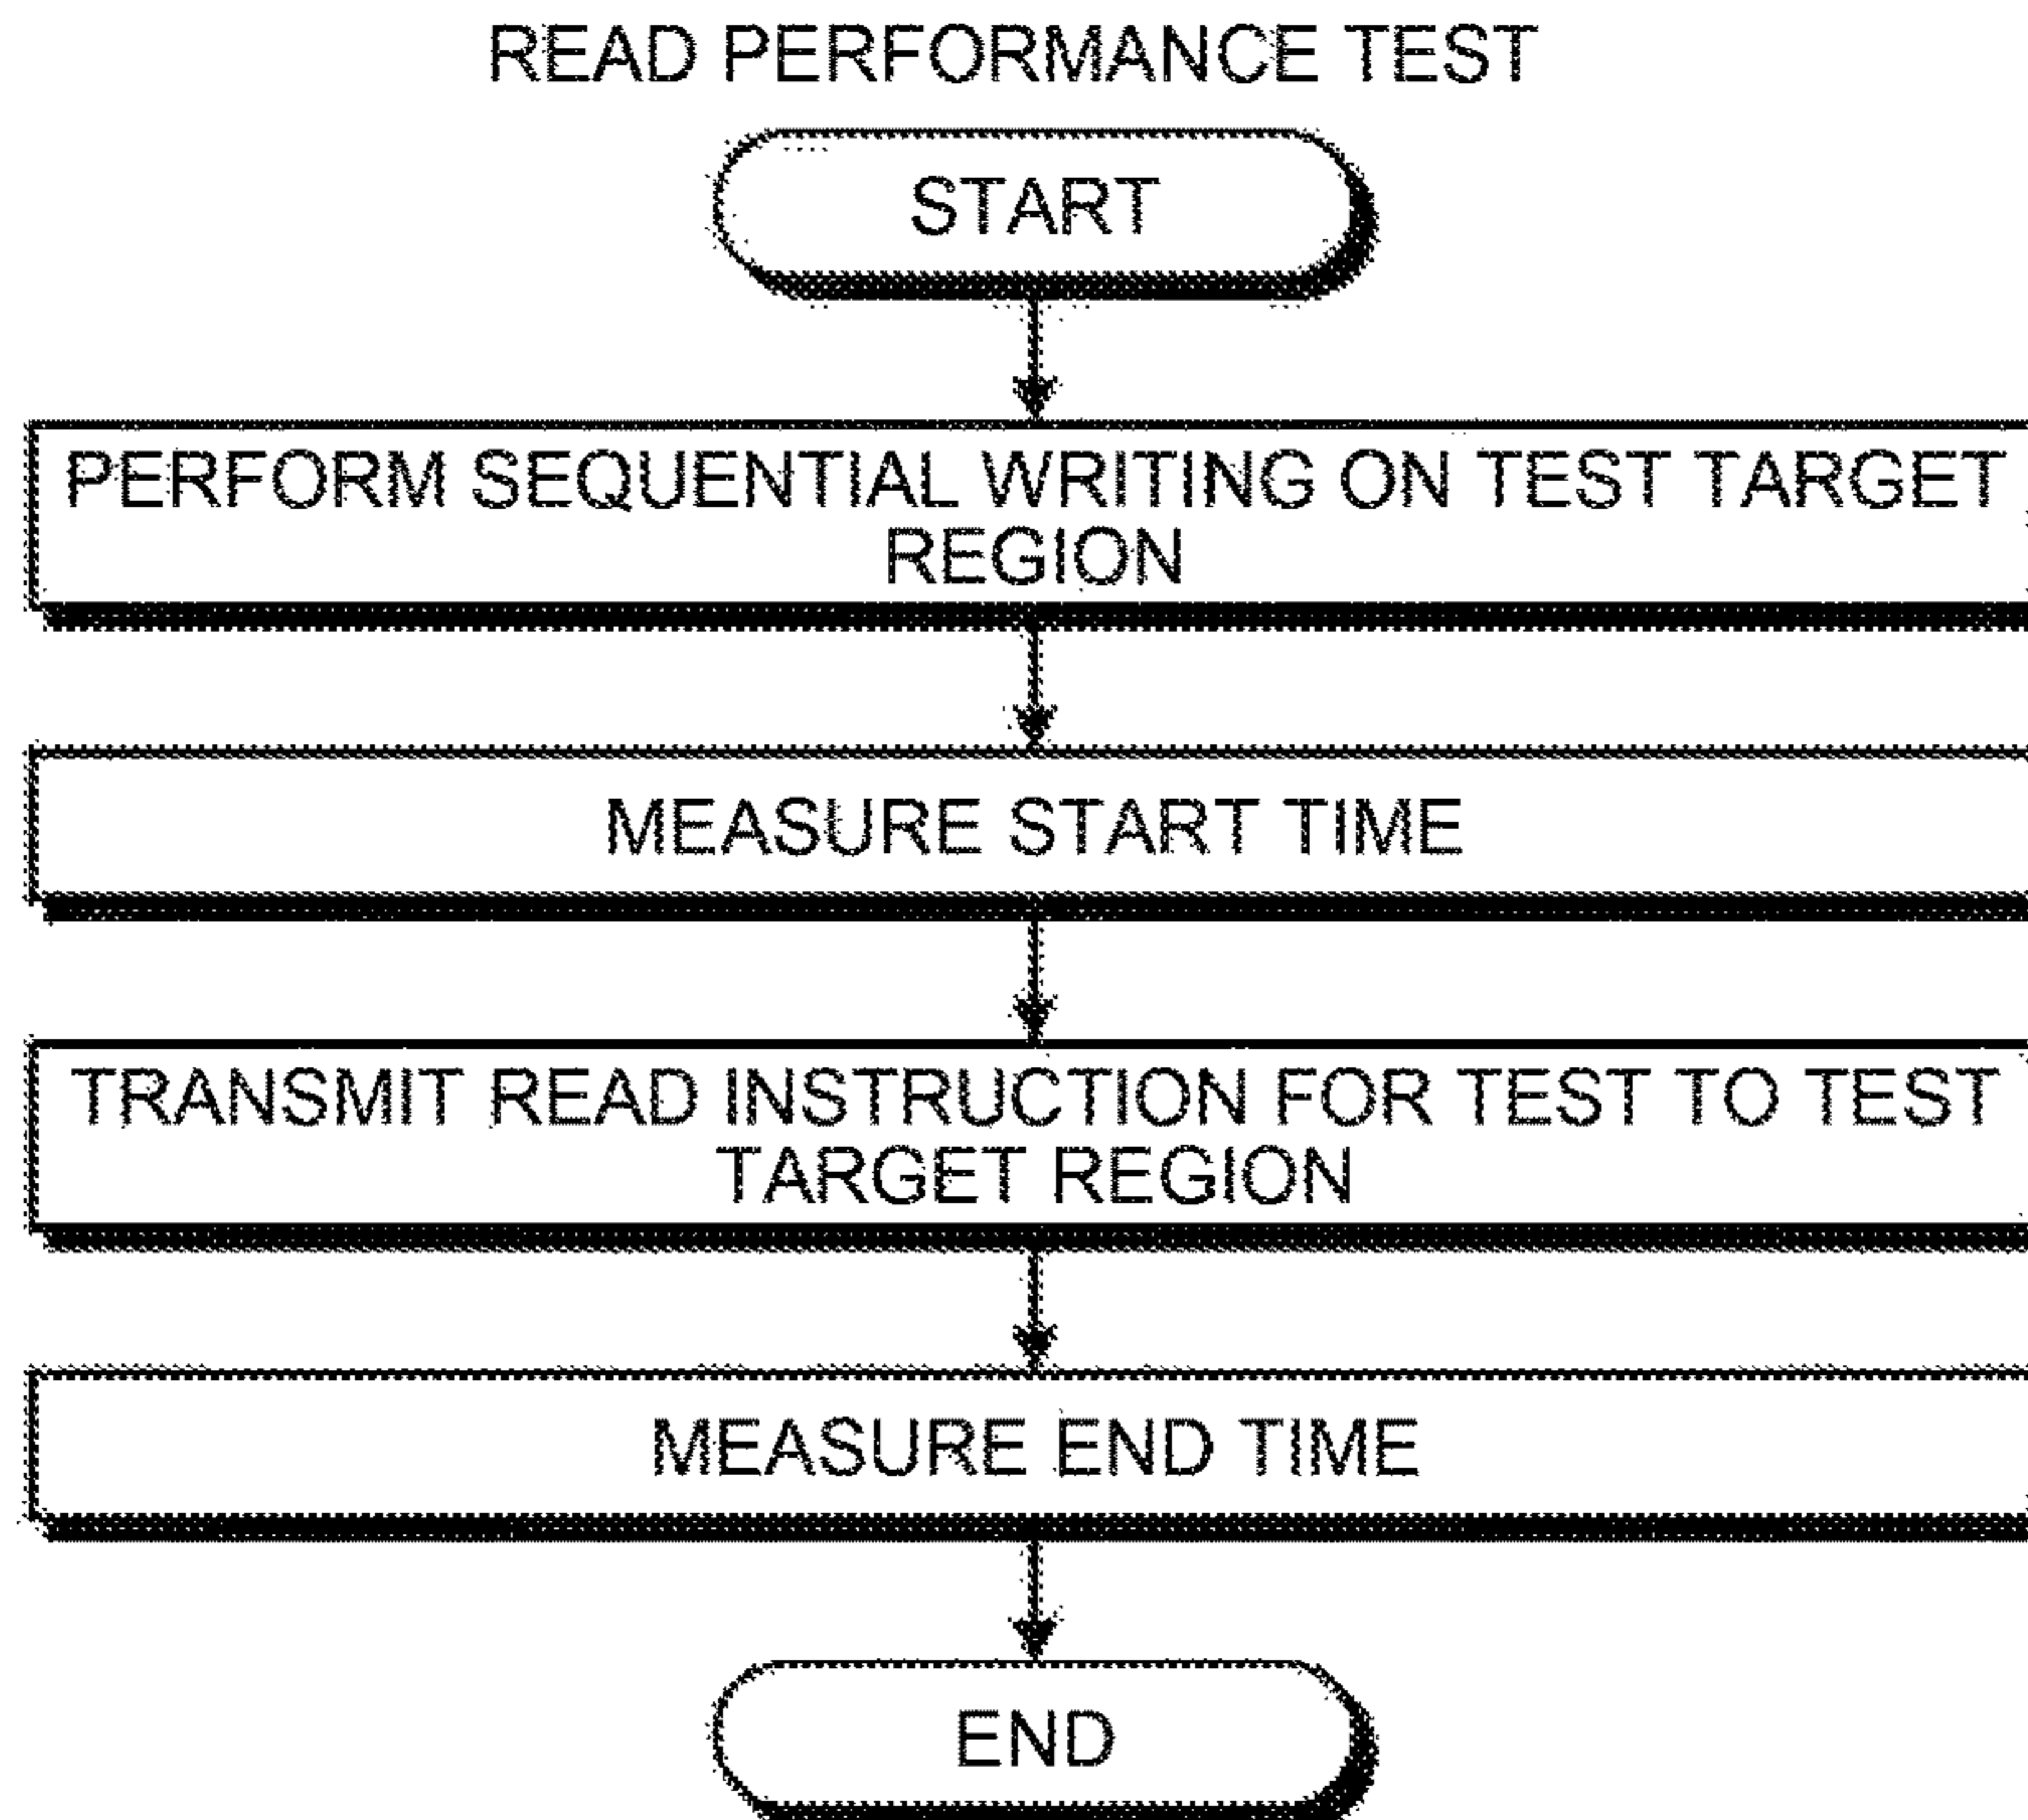 READ PERFORMANCE TEST
START
PERFORM SEQUENTIAL WRITING ON TEST TARGET
REGION
MEASURE START TIME
TRANSMIT READ INSTRUCTION FOR TEST TO TEST
TARGET REGION
MEASURE END TIME
END